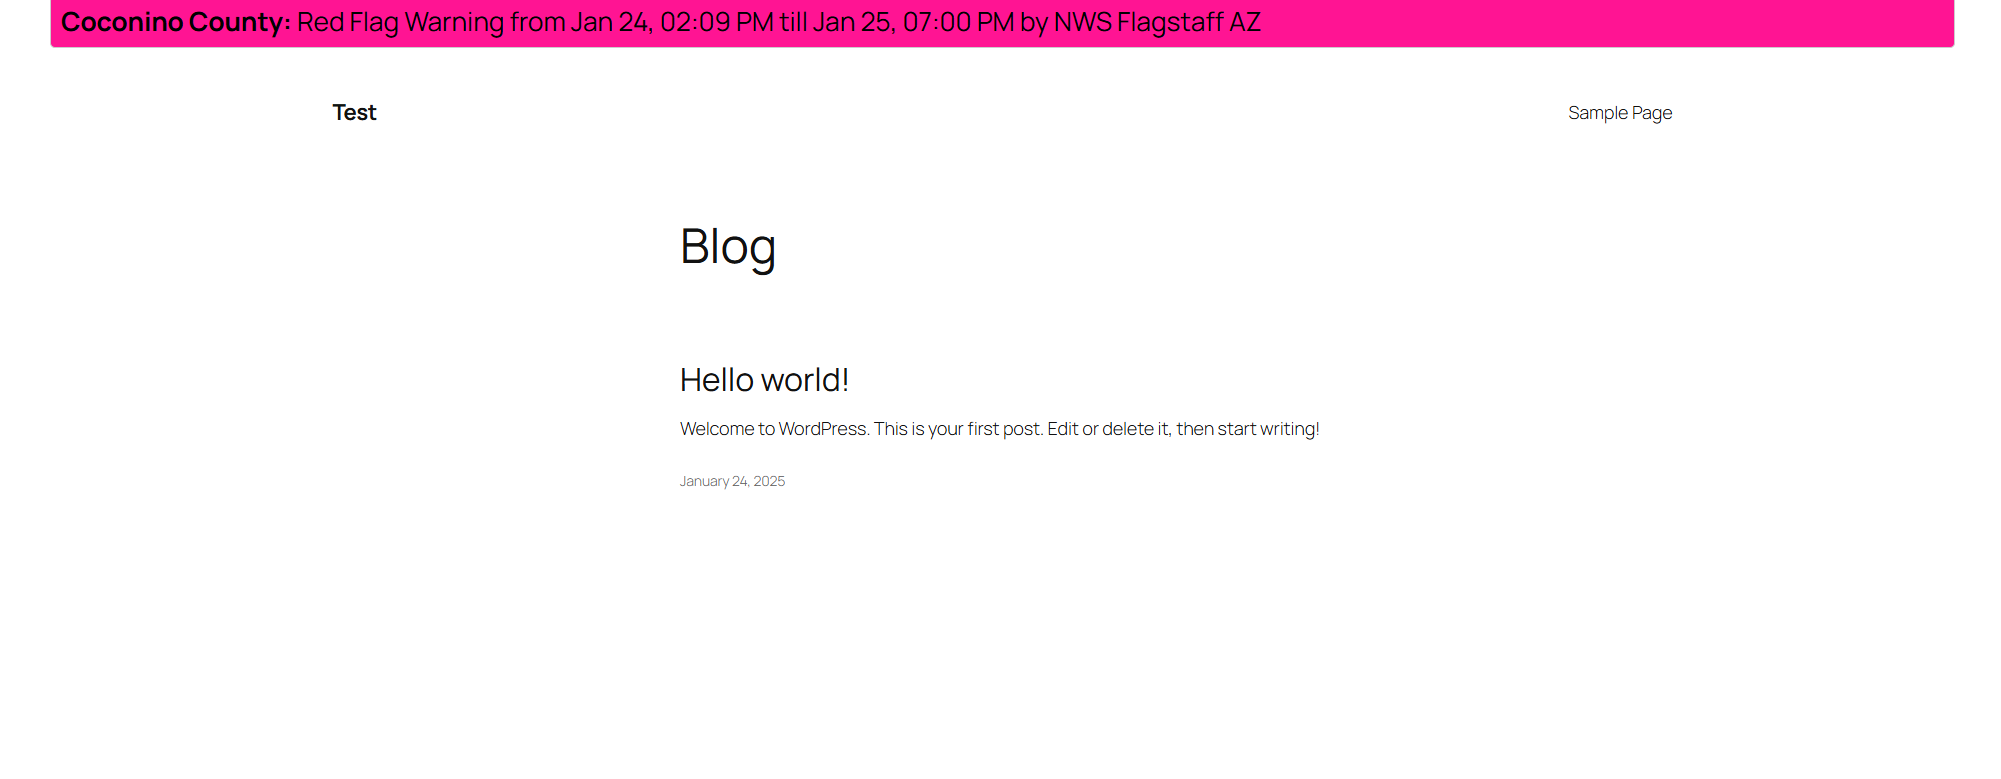 Coconino County: Red Flag Warning from Jan 24, 02:09 PM till Jan 25, 07:00 PM by NWS Flagstaff AZ
Test
Sample Page
Blog
Hello world!
Welcome to WordPress. This is your first post. Edit or delete it, then start writing!
January 24, 2025